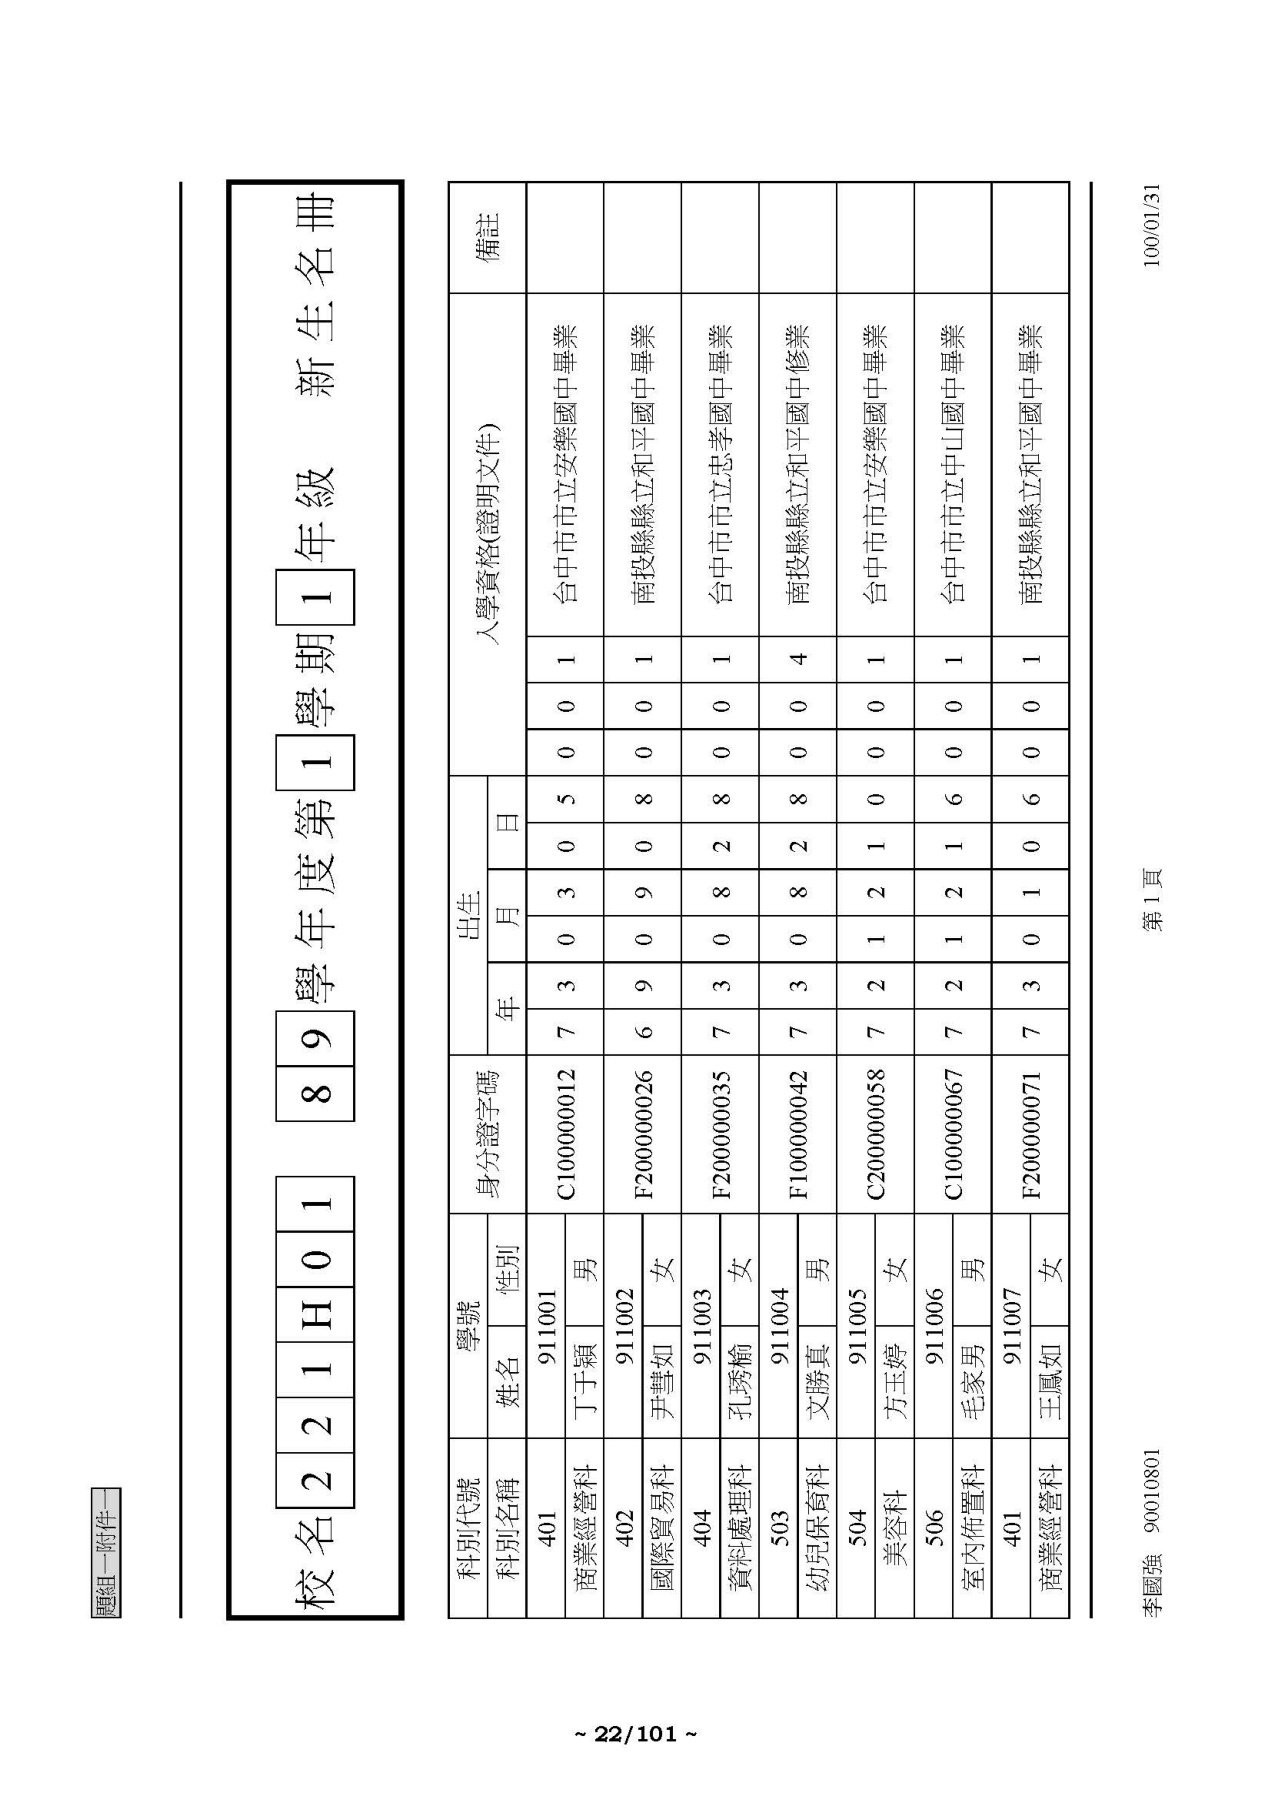 題組一附件一
校名 2 2 1 H 0 1 8 9 學年度第 1 學期 1 年級 新生名冊
科別代號 學號 身分證字碼 出生 入學資格(證明文件) 備註
科別名稱 姓名 性別 年 月 日
401 911001 C100000012 7 3 0 3 0 5 0 0 1 台中市市立安樂國中畢業
商業經營科 丁于穎 男
402 911002 F200000026 6 9 0 9 0 8 0 0 1 南投縣縣立和平國中畢業
國際貿易科 尹彗如 女
404 911003 F200000035 7 3 0 8 2 8 0 0 1 台中市市立忠孝國中畢業
資料處理科 孔琇榆 女
503 911004 F100000042 7 3 0 8 2 8 0 0 4 南投縣縣立和平國中修業
幼兒保育科 文勝真 男
504 911005 C200000058 7 2 1 2 1 0 0 0 1 台中市市立安樂國中畢業
美容科 方玉婷 女
506 911006 C100000067 7 2 1 2 1 6 0 0 1 台中市市立中山國中畢業
室內佈置科 毛家男 男
401 911007 F200000071 7 3 0 1 0 6 0 0 1 南投縣縣立和平國中畢業
商業經營科 王鳳如 女
李國強 90010801 第 1 頁 100/01/31
~ 22/101 ~